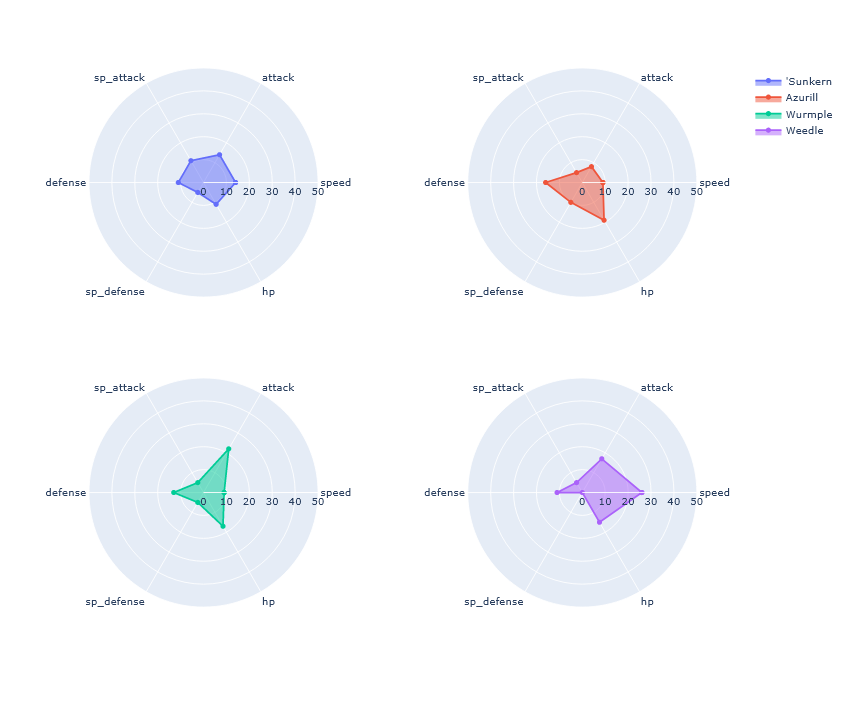 sp_attack
attack
defense
0 10 20 30 40 50
speed
sp_defense
hp
sp_attack
attack
defense
0 10 20 30 40 50
speed
sp_defense
hp
'Sunkern
Azurill
Wurmple
Weedle
sp_attack
attack
defense
0 10 20 30 40 50
speed
sp_defense
hp
sp_attack
attack
defense
0 10 20 30 40 50
speed
sp_defense
hp